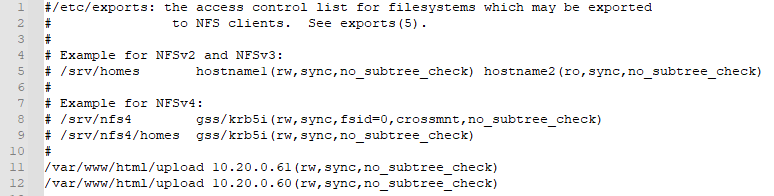 1 #/etc/exports: the access control list for filesystems which may be exported
2 #               to NFS clients.  See exports(5).
3 #
4 # Example for NFSv2 and NFSv3:
5 # /srv/homes       hostname1(rw,sync,no_subtree_check) hostname2(ro,sync,no_subtree_check)
6 #
7 # Example for NFSv4:
8 # /srv/nfs4        gss/krb5i(rw,sync,fsid=0,crossmnt,no_subtree_check)
9 # /srv/nfs4/homes  gss/krb5i(rw,sync,no_subtree_check)
10 #
11 /var/www/html/upload 10.20.0.61(rw,sync,no_subtree_check)
12 /var/www/html/upload 10.20.0.60(rw,sync,no_subtree_check)